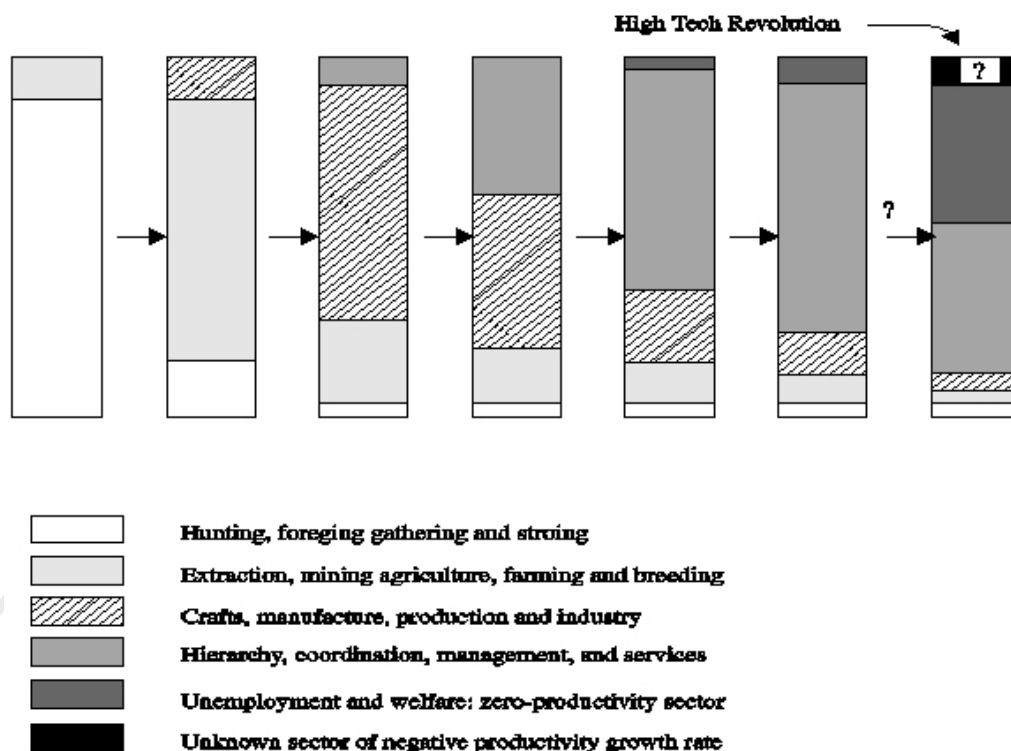 High Tech Revolution
?
?
Hunting, foreging gathering and stroing
Extraction, mining agriculture, farming and breeding
Crafts, manufacture, production and industry
Hierarchy, coordination, management, and services
Unemployment and welfare: zero-productivity sector
Unknown sector of negative productivity growth rate